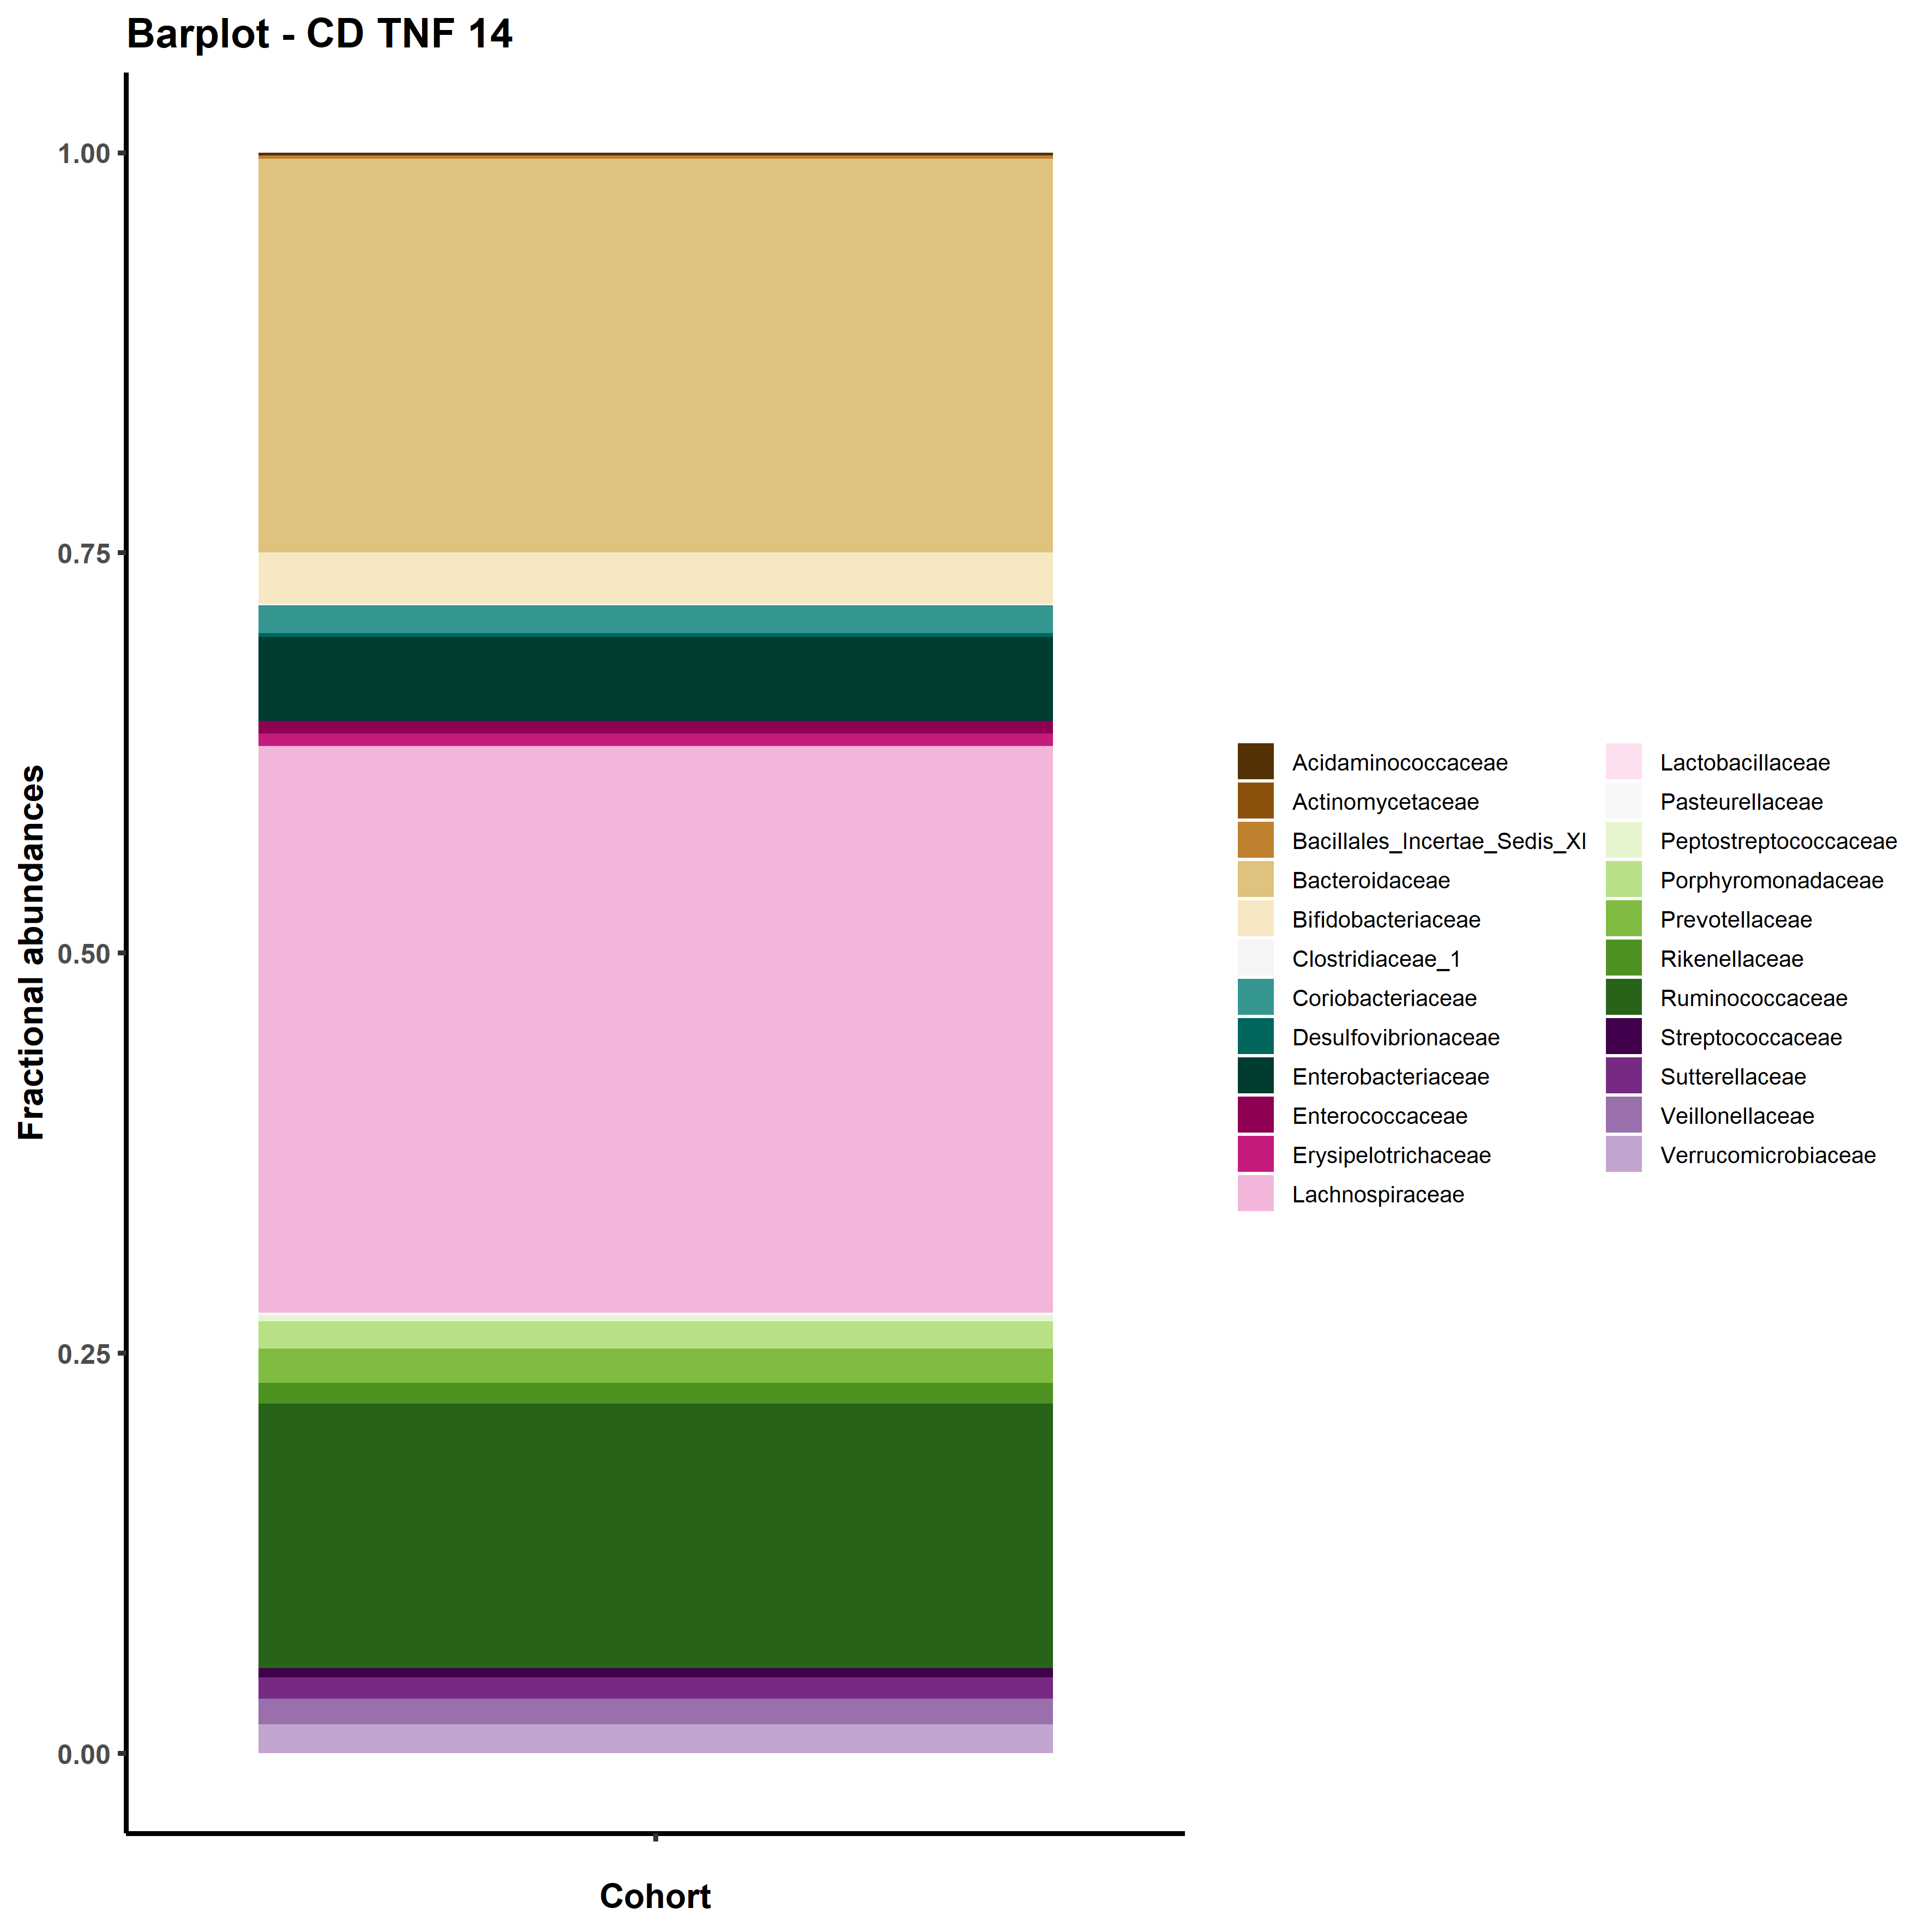 Barplot - CD TNF 14
1.00
0.75
0.50
0.25
0.00
Fractional abundances
Cohort
Acidaminococcaceae
Actinomycetaceae
Bacillales_Incertae_Sedis_XI
Bacteroidaceae
Bifidobacteriaceae
Clostridiaceae_1
Coriobacteriaceae
Desulfovibrionaceae
Enterobacteriaceae
Enterococcaceae
Erysipelotrichaceae
Lachnospiraceae
Lactobacillaceae
Pasteurellaceae
Peptostreptococcaceae
Porphyromonadaceae
Prevotellaceae
Rikenellaceae
Ruminococcaceae
Streptococcaceae
Sutterellaceae
Veillonellaceae
Verrucomicrobiaceae